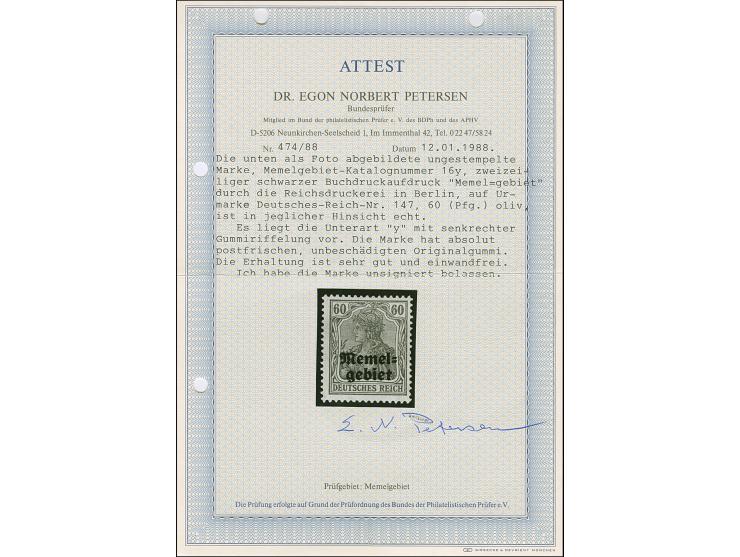 ATTEST
DR. EGON NORBERT PETERSEN
Bundesprüfer
Mitglied im Bund der philatelistischen Prüfer e. V. des BDPh und des APHV
D-5206 Neunkirchen-Seelscheid 1, Im Immenthal 42, Tel. 0 22 47/58 24
Nr. 474/88 Datum 12.01.1988.
Die unten als Foto abgebildete ungestempelte
Marke, Memelgebiet-Katalognummer 16y, zweizei-
liger schwarzer Buchdruckaufdruck "Memel=gebiet"
durch die Reichsdruckerei in Berlin, auf Ur-
marke Deutsches-Reich-Nr. 147, 60 (Pfg.) oliv,
ist in jeglicher Hinsicht echt.
Es liegt die Unterart "y" mit senkrechter
Gummiriffelung vor. Die Marke hat absolut
postfrischen, unbeschädigten Originalgummi.
Die Erhaltung ist sehr gut und einwandfrei.
Ich habe die Marke unsigniert belassen.
60 60
Memel=
gebiet
DEUTSCHES REICH
E. N. Petersen
Prüfgebiet: Memelgebiet
Die Prüfung erfolgte auf Grund der Prüfordnung des Bundes der Philatelistischen Prüfer e.V.
GIESECKE & DEVRIENT MÜNCHEN